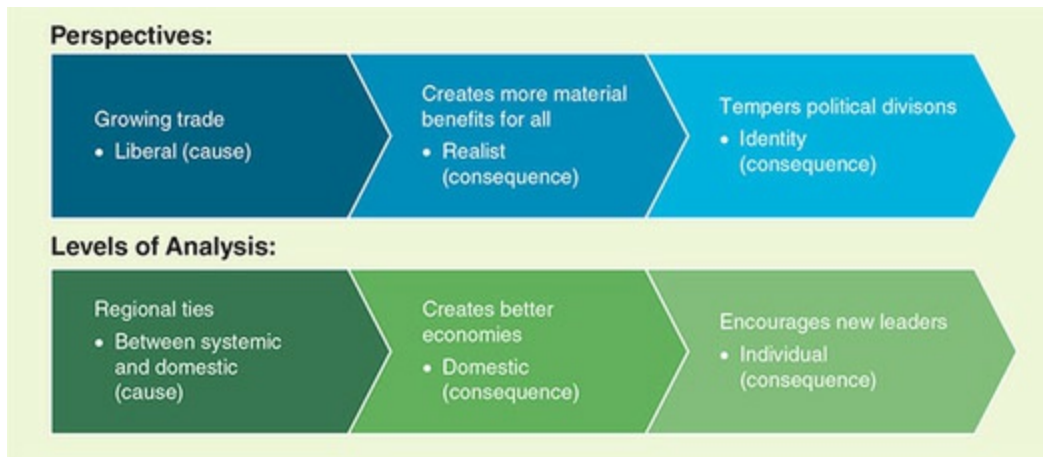 Perspectives:
Growing trade
• Liberal (cause)
Creates more material
benefits for all
• Realist
(consequence)
Tempers political divisons
• Identity
(consequence)
Levels of Analysis:
Regional ties
• Between systemic
and domestic
(cause)
Creates better
economies
• Domestic
(consequence)
Encourages new leaders
• Individual
(consequence)